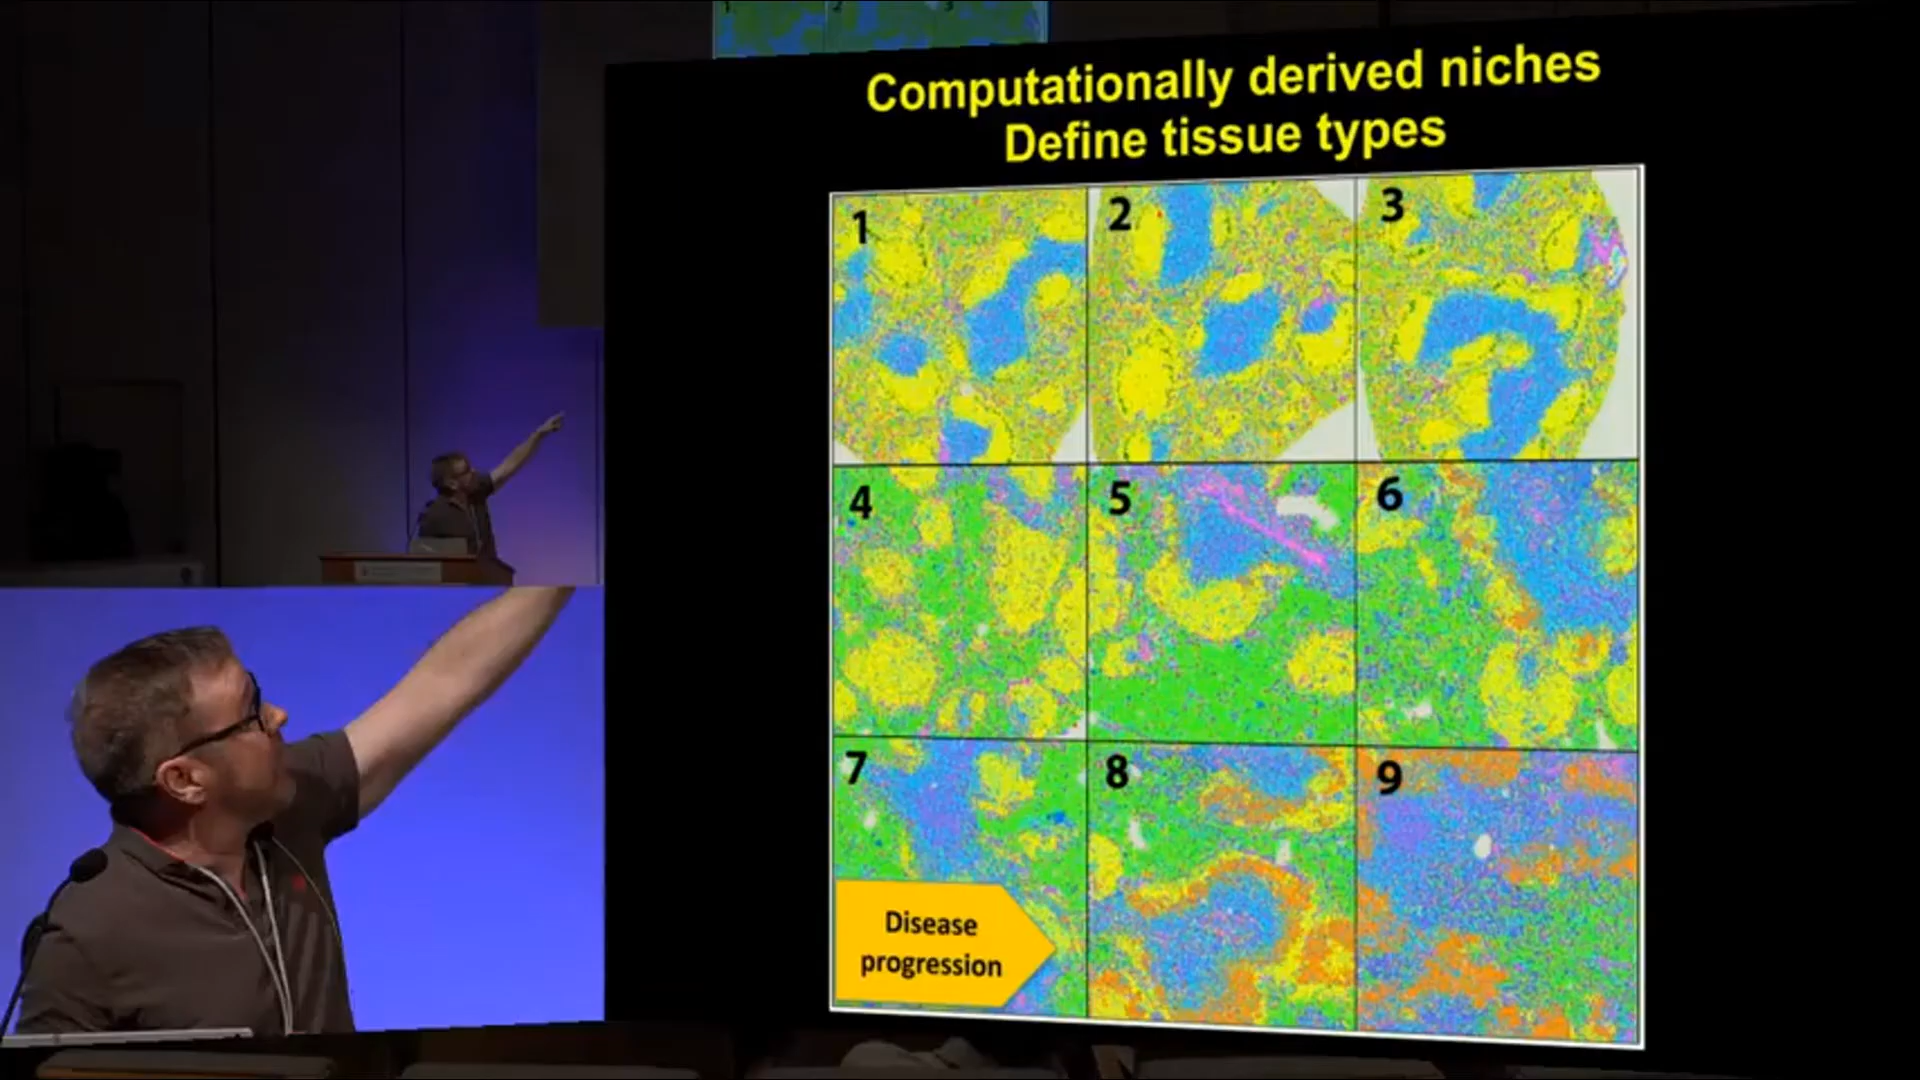 Computationally derived niches
Define tissue types
1
2
3
4
5
6
7
8
9
Disease
progression